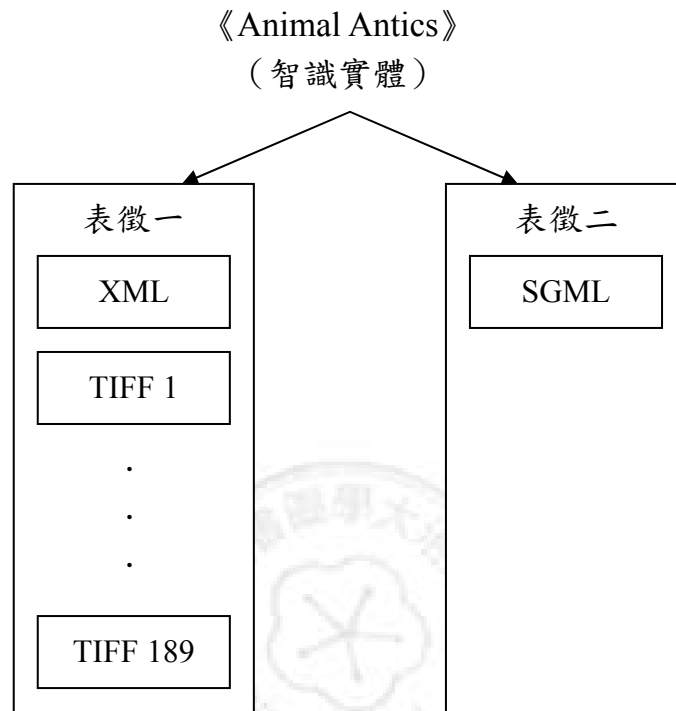 《Animal Antics》
（智識實體）
表徵一
XML
TIFF 1
.
.
.
TIFF 189
表徵二
SGML